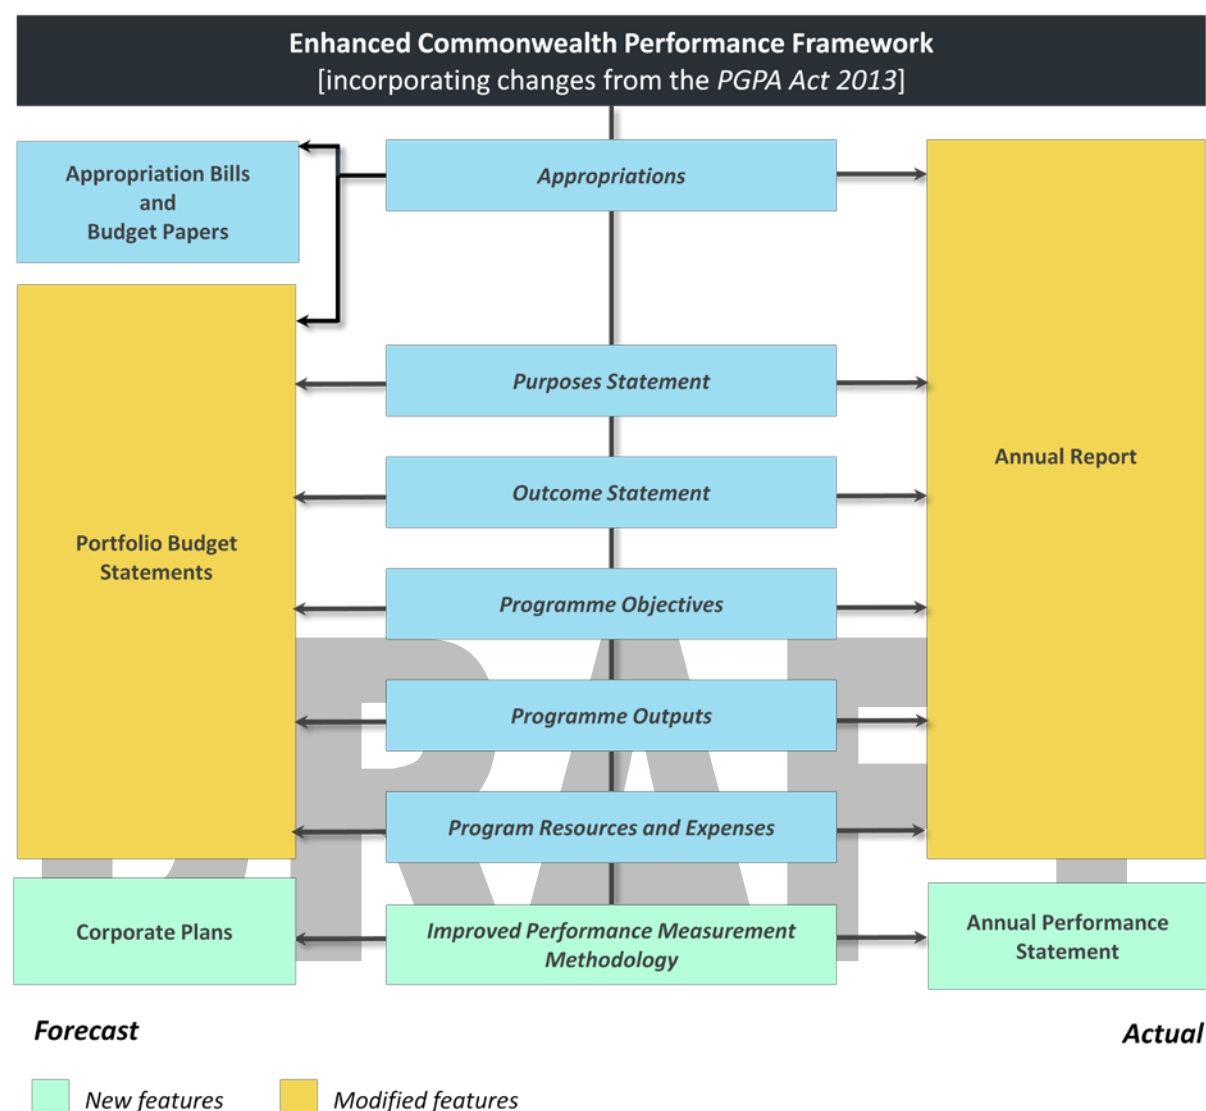 Enhanced Commonwealth Performance Framework
[incorporating changes from the PGPA Act 2013]
Appropriation Bills
and
Budget Papers
Appropriations
Purposes Statement
Outcome Statement
Annual Report
Portfolio Budget
Statements
Programme Objectives
Programme Outputs
Program Resources and Expenses
Corporate Plans
Improved Performance Measurement
Methodology
Annual Performance
Statement
Forecast
Actual
New features
Modified features
DRAFT